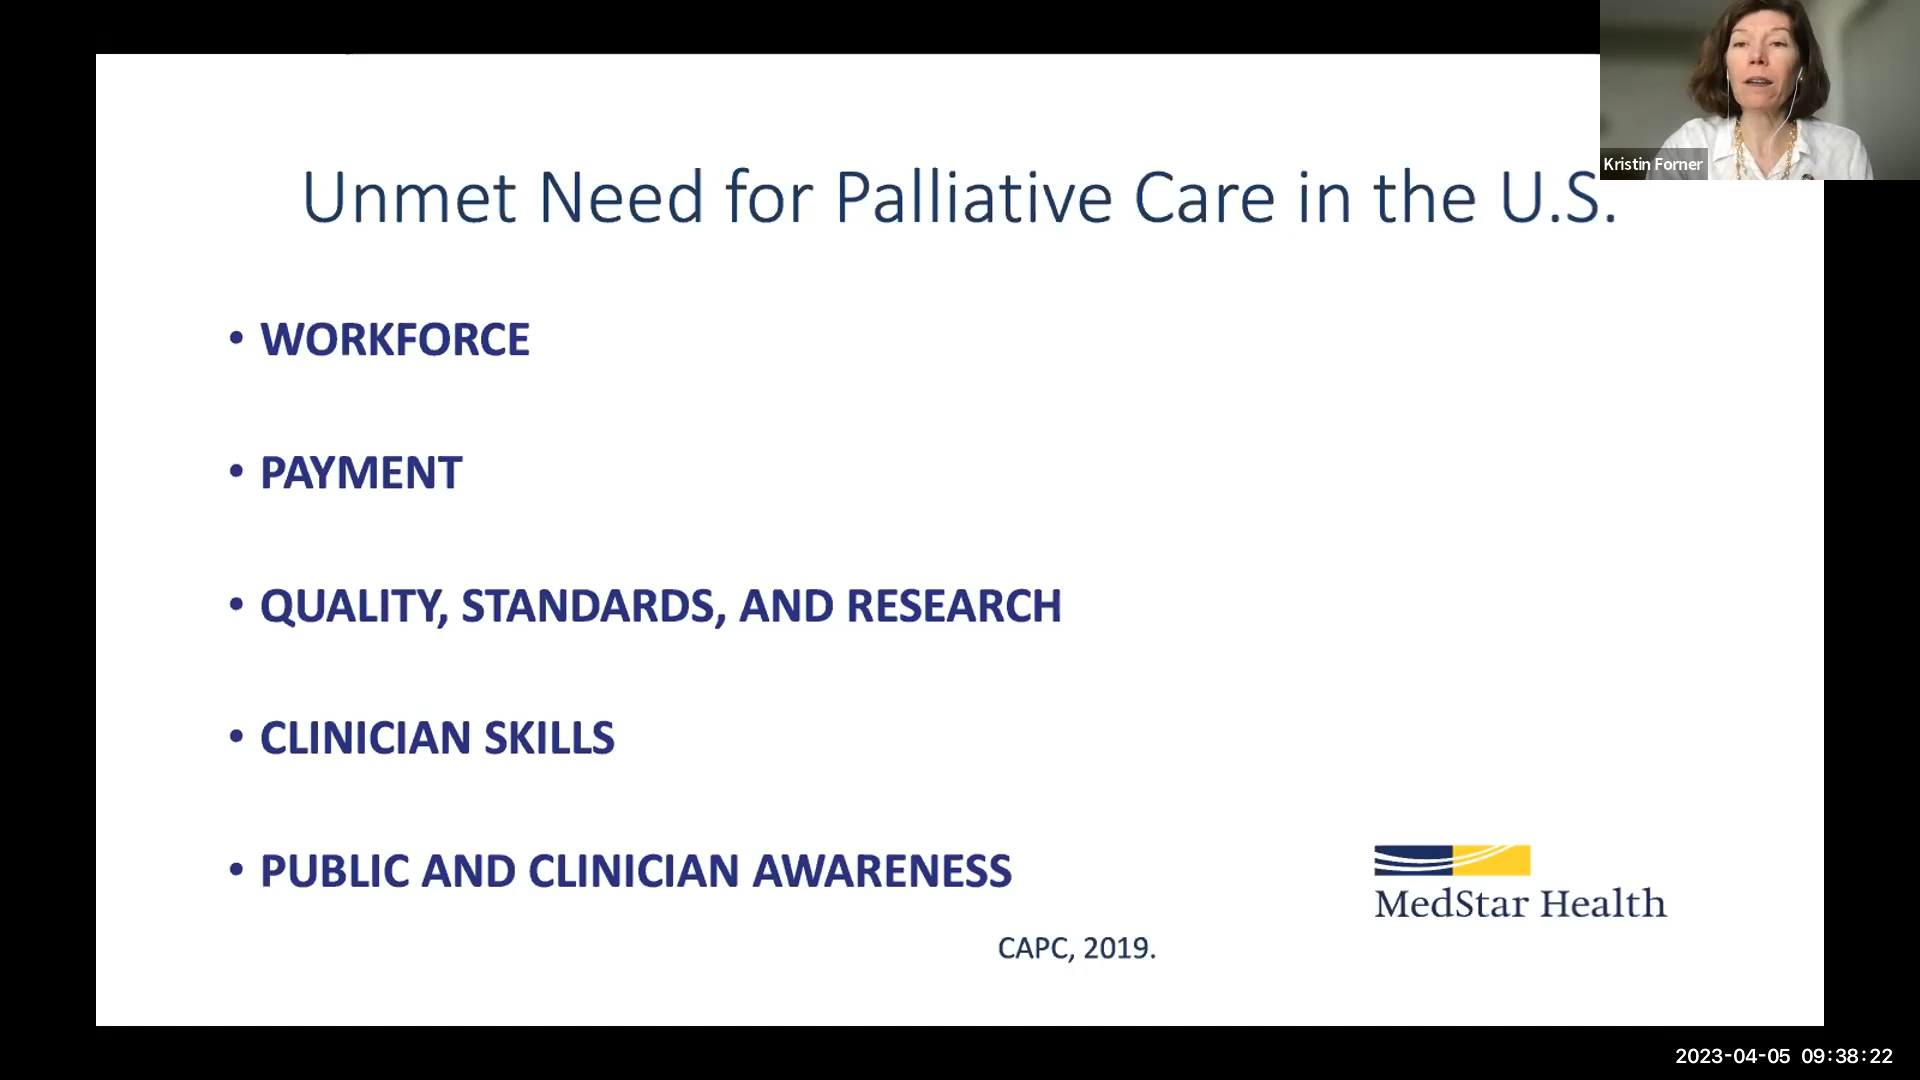 Kristin Forner
Unmet Need for Palliative Care in the U.S.
• WORKFORCE
• PAYMENT
• QUALITY, STANDARDS, AND RESEARCH
• CLINICIAN SKILLS
• PUBLIC AND CLINICIAN AWARENESS
MedStar Health
CAPC, 2019.
2023-04-05 09:38:22